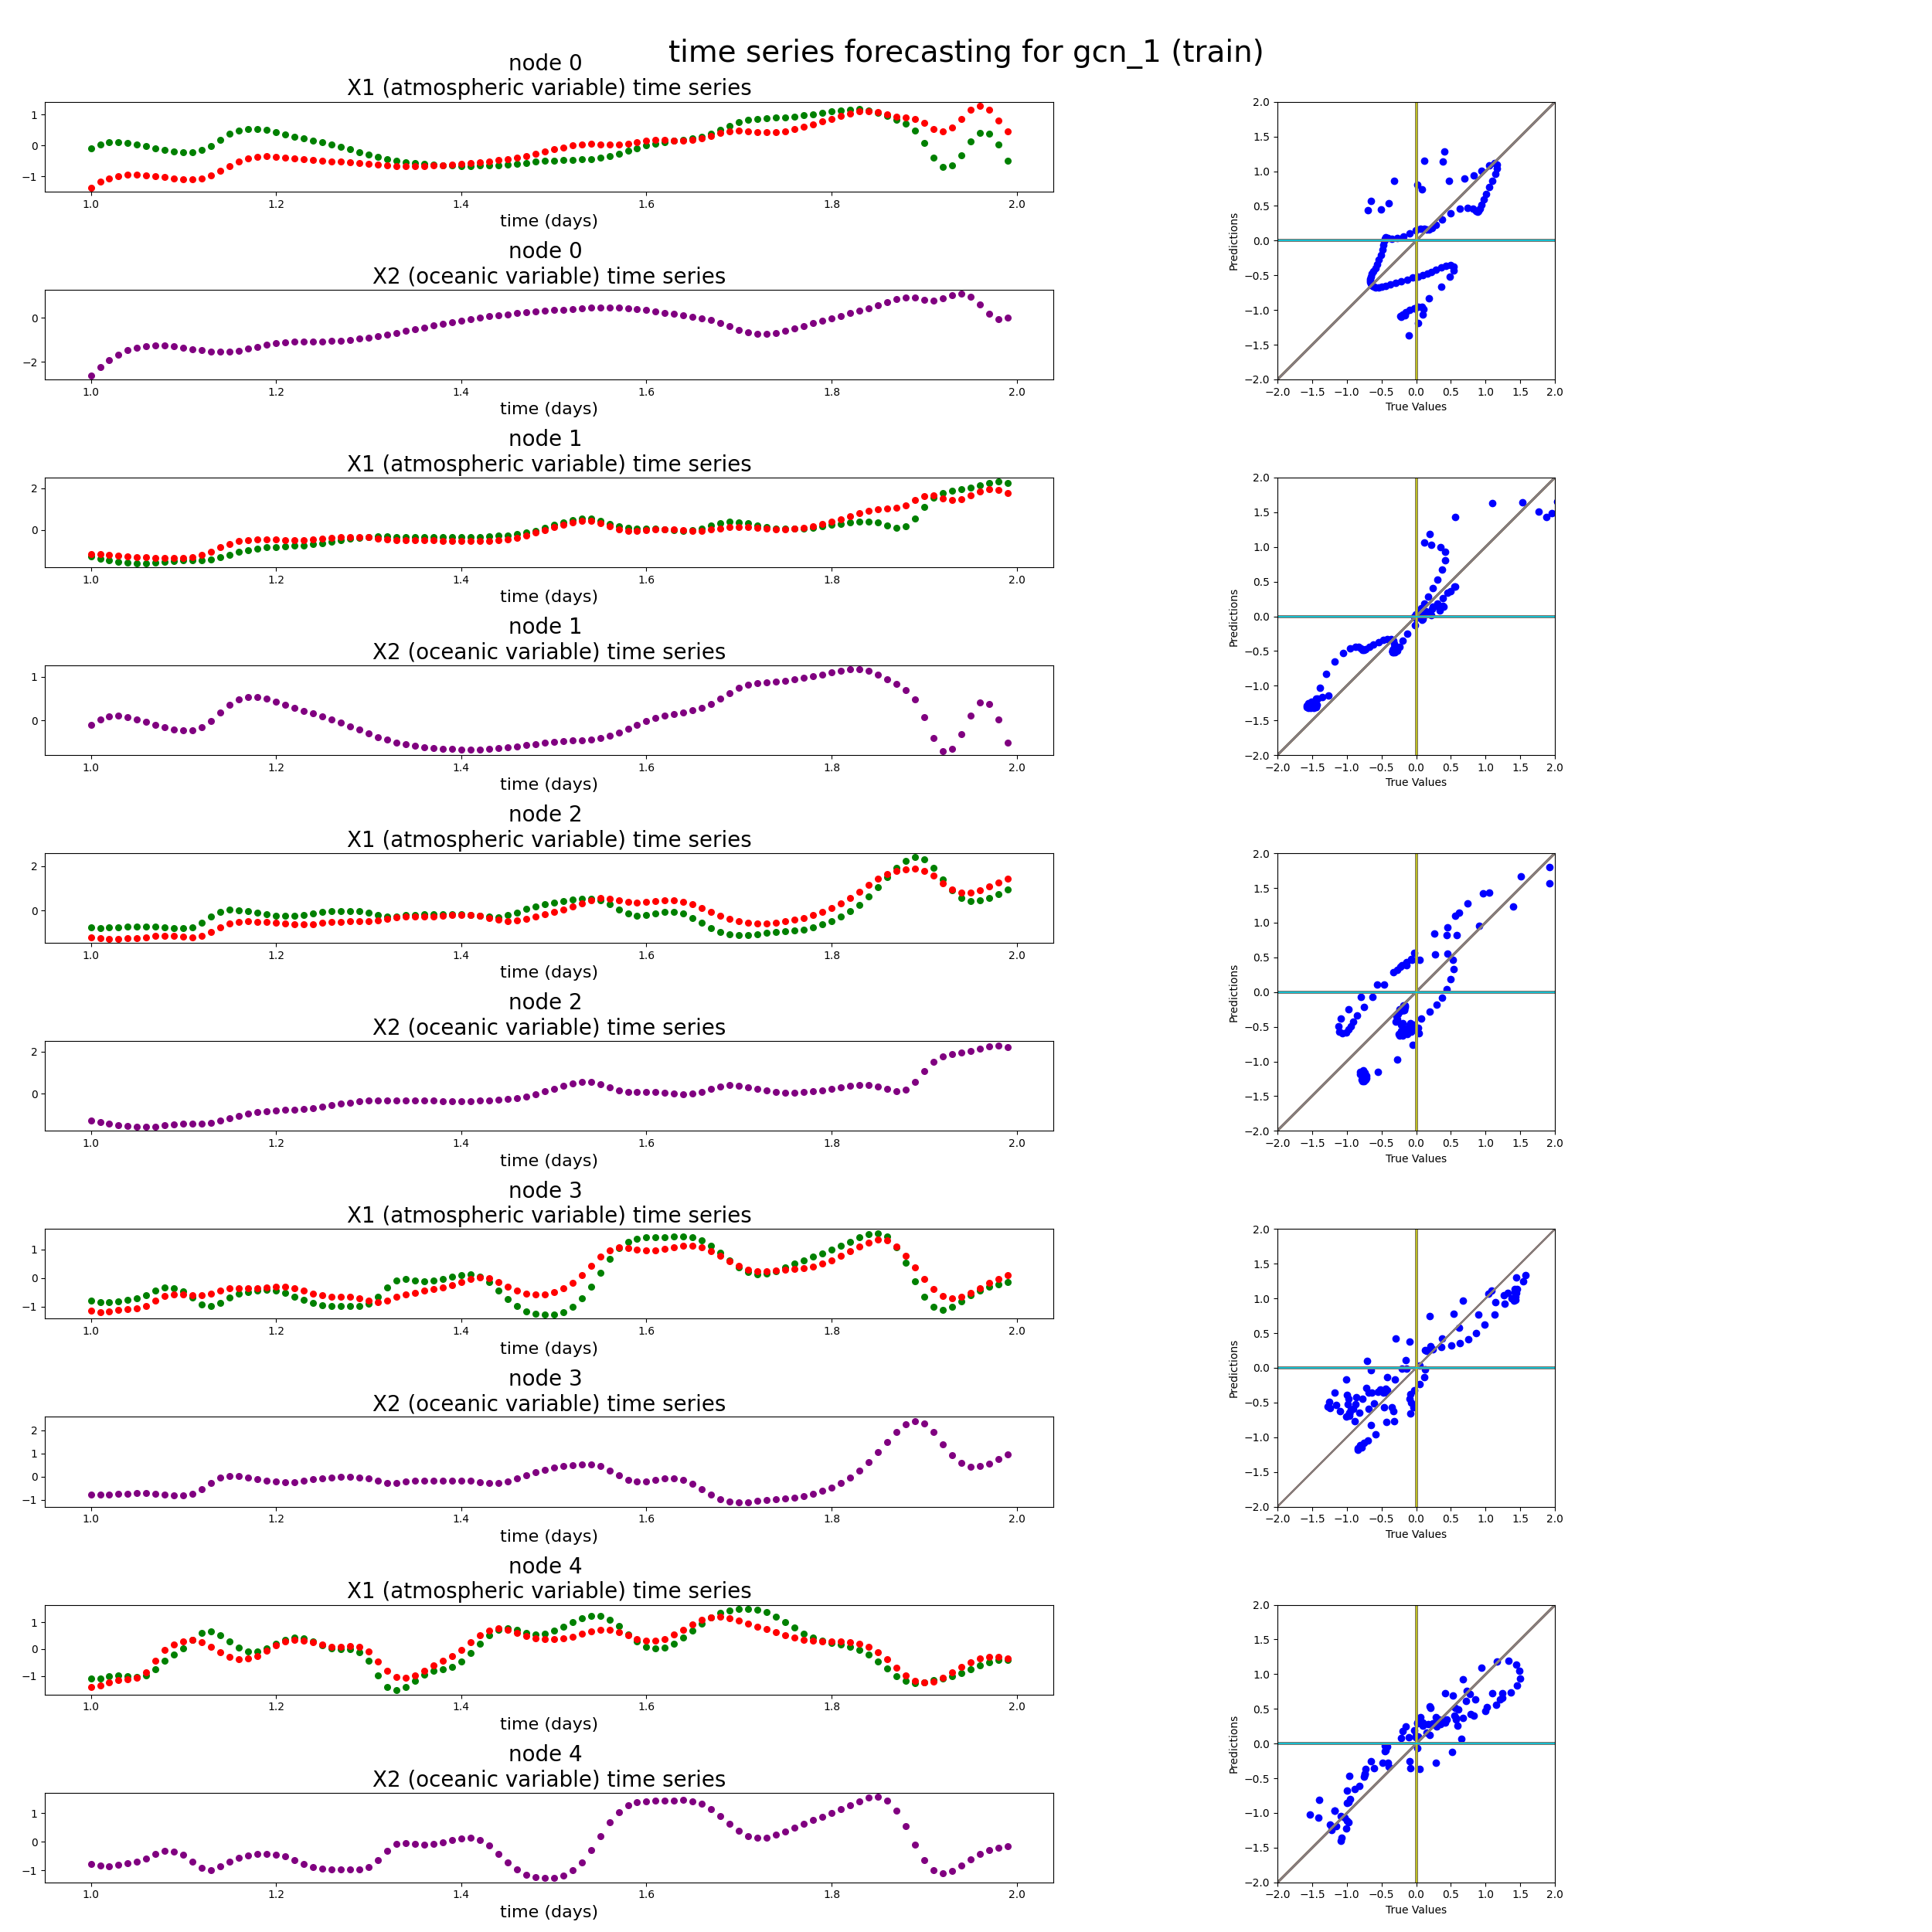 time series forecasting for gcn_1 (train)
node 0
X1 (atmospheric variable) time series
1
0
−1
1.0 1.2 1.4 1.6 1.8 2.0
time (days)
2.0
1.5
1.0
0.5
0.0
−0.5
−1.0
−1.5
−2.0
Predictions
−2.0 −1.5 −1.0 −0.5 0.0 0.5 1.0 1.5 2.0
True Values
node 0
X2 (oceanic variable) time series
0
−2
1.0 1.2 1.4 1.6 1.8 2.0
time (days)
node 1
X1 (atmospheric variable) time series
2
0
1.0 1.2 1.4 1.6 1.8 2.0
time (days)
2.0
1.5
1.0
0.5
0.0
−0.5
−1.0
−1.5
−2.0
Predictions
−2.0 −1.5 −1.0 −0.5 0.0 0.5 1.0 1.5 2.0
True Values
node 1
X2 (oceanic variable) time series
1
0
1.0 1.2 1.4 1.6 1.8 2.0
time (days)
node 2
X1 (atmospheric variable) time series
2
0
1.0 1.2 1.4 1.6 1.8 2.0
time (days)
2.0
1.5
1.0
0.5
0.0
−0.5
−1.0
−1.5
−2.0
Predictions
−2.0 −1.5 −1.0 −0.5 0.0 0.5 1.0 1.5 2.0
True Values
node 2
X2 (oceanic variable) time series
2
0
1.0 1.2 1.4 1.6 1.8 2.0
time (days)
node 3
X1 (atmospheric variable) time series
1
0
−1
1.0 1.2 1.4 1.6 1.8 2.0
time (days)
2.0
1.5
1.0
0.5
0.0
−0.5
−1.0
−1.5
−2.0
Predictions
−2.0 −1.5 −1.0 −0.5 0.0 0.5 1.0 1.5 2.0
True Values
node 3
X2 (oceanic variable) time series
2
1
0
−1
1.0 1.2 1.4 1.6 1.8 2.0
time (days)
node 4
X1 (atmospheric variable) time series
1
0
−1
1.0 1.2 1.4 1.6 1.8 2.0
time (days)
2.0
1.5
1.0
0.5
0.0
−0.5
−1.0
−1.5
−2.0
Predictions
−2.0 −1.5 −1.0 −0.5 0.0 0.5 1.0 1.5 2.0
True Values
node 4
X2 (oceanic variable) time series
1
0
−1
1.0 1.2 1.4 1.6 1.8 2.0
time (days)